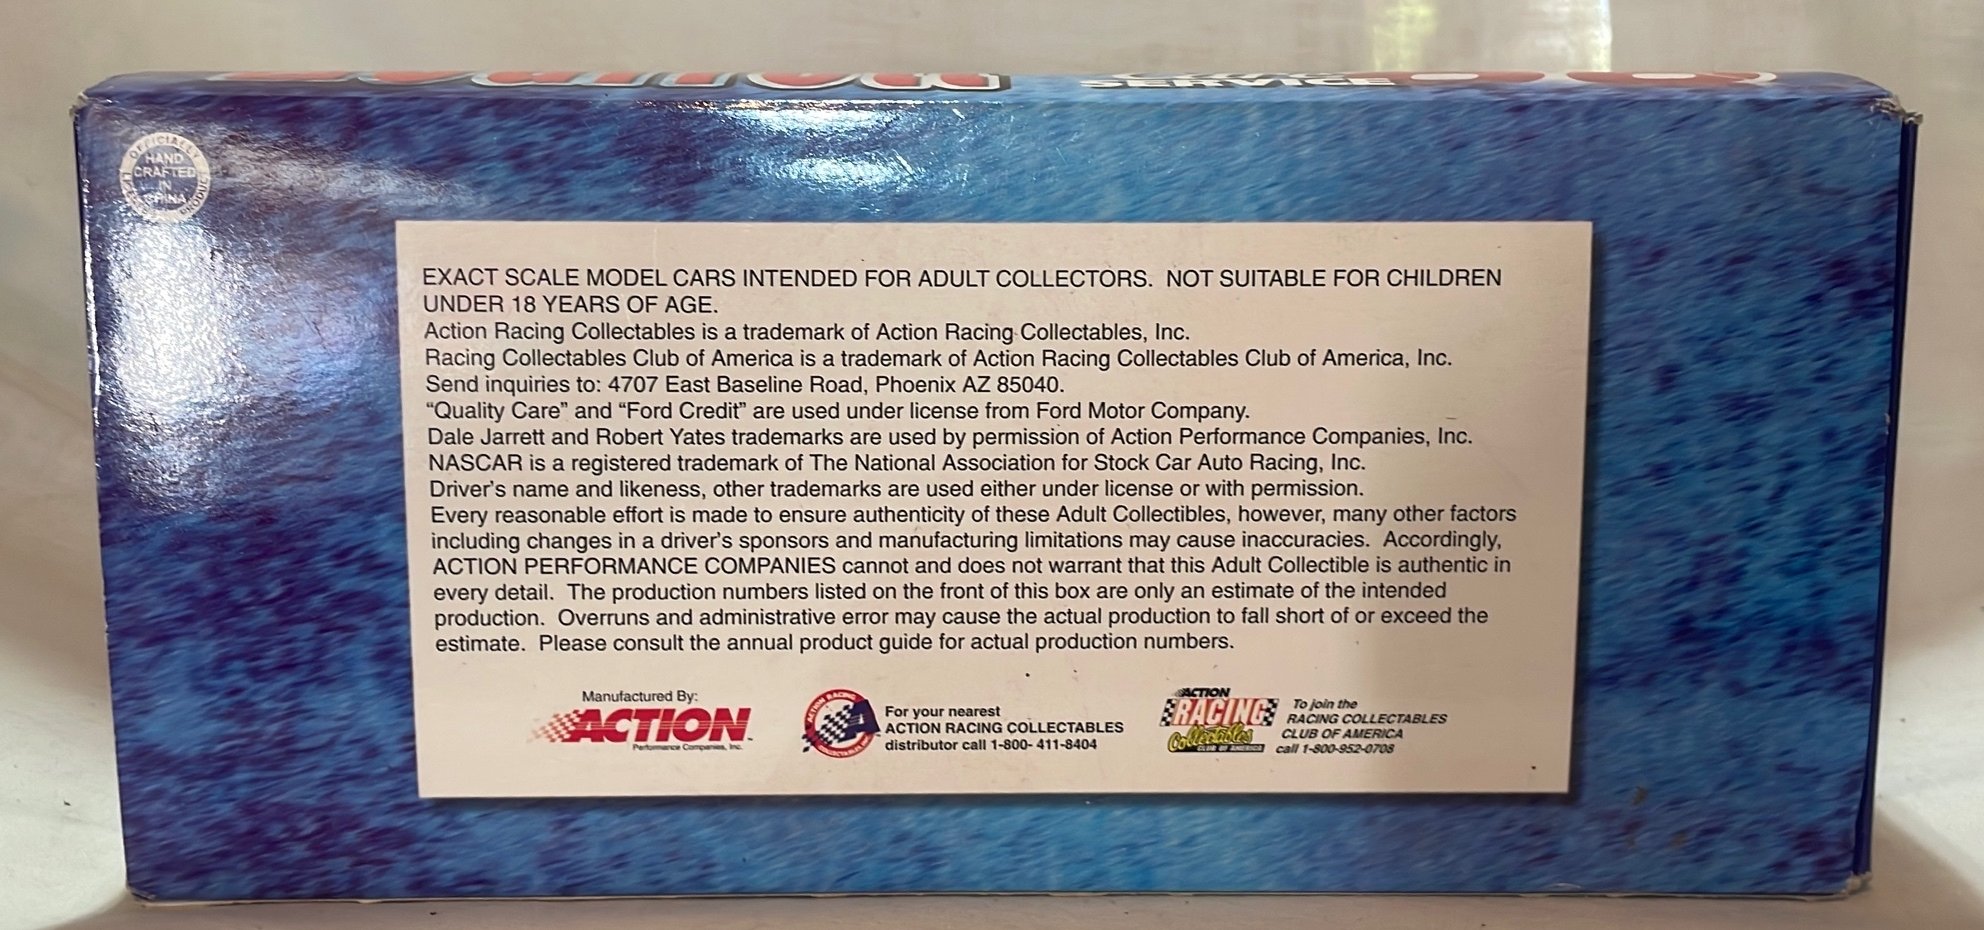 SERVICE
OFFICIALLY
HAND
CRAFTED
IN
CHINA
PRODUCT
EXACT SCALE MODEL CARS INTENDED FOR ADULT COLLECTORS.  NOT SUITABLE FOR CHILDREN
UNDER 18 YEARS OF AGE.
Action Racing Collectables is a trademark of Action Racing Collectables, Inc.
Racing Collectables Club of America is a trademark of Action Racing Collectables Club of America, Inc.
Send inquiries to: 4707 East Baseline Road, Phoenix AZ 85040.
“Quality Care” and “Ford Credit” are used under license from Ford Motor Company.
Dale Jarrett and Robert Yates trademarks are used by permission of Action Performance Companies, Inc.
NASCAR is a registered trademark of The National Association for Stock Car Auto Racing, Inc.
Driver’s name and likeness, other trademarks are used either under license or with permission.
Every reasonable effort is made to ensure authenticity of these Adult Collectibles, however, many other factors
including changes in a driver’s sponsors and manufacturing limitations may cause inaccuracies.  Accordingly,
ACTION PERFORMANCE COMPANIES cannot and does not warrant that this Adult Collectible is authentic in
every detail.  The production numbers listed on the front of this box are only an estimate of the intended
production.  Overruns and administrative error may cause the actual production to fall short of or exceed the
estimate.  Please consult the annual product guide for actual production numbers.
Manufactured By:
ACTION
Performance Companies, Inc.
ACTION RACING
COLLECTABLES
A
For your nearest
ACTION RACING COLLECTABLES
distributor call 1-800- 411-8404
ACTION
RACING
Collectables
CLUB OF AMERICA
To join the
RACING COLLECTABLES
CLUB OF AMERICA
call 1-800-952-0708